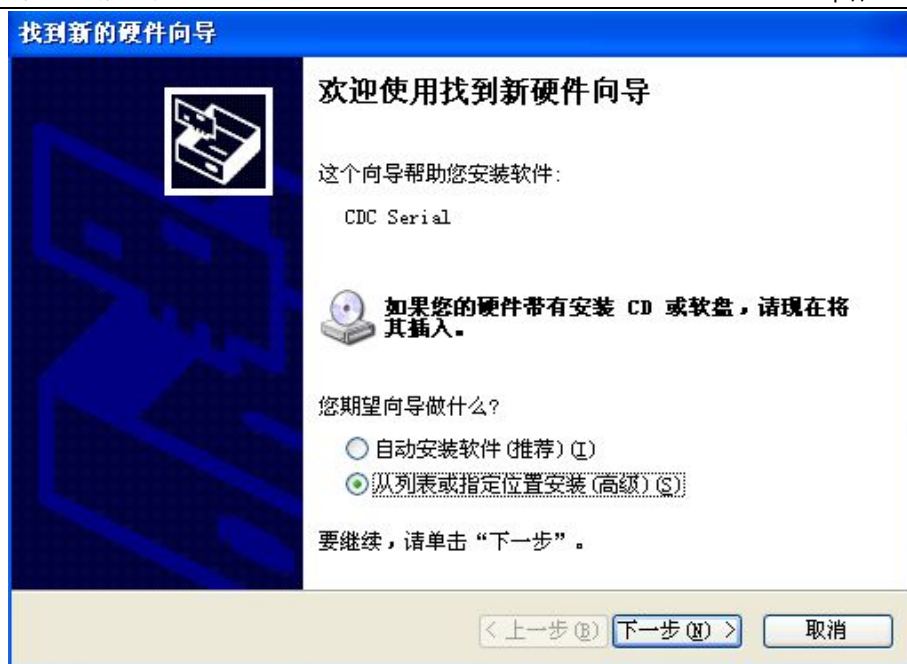 找到新的硬件向导
欢迎使用找到新硬件向导
这个向导帮助您安装软件:
CDC Serial
如果您的硬件带有安装 CD 或软盘，请现在将
其插入。
您期望向导做什么?
自动安装软件(推荐)(I)
从列表或指定位置安装(高级)(S)
要继续，请单击“下一步”。
< 上一步(B)
下一步(N) >
取消